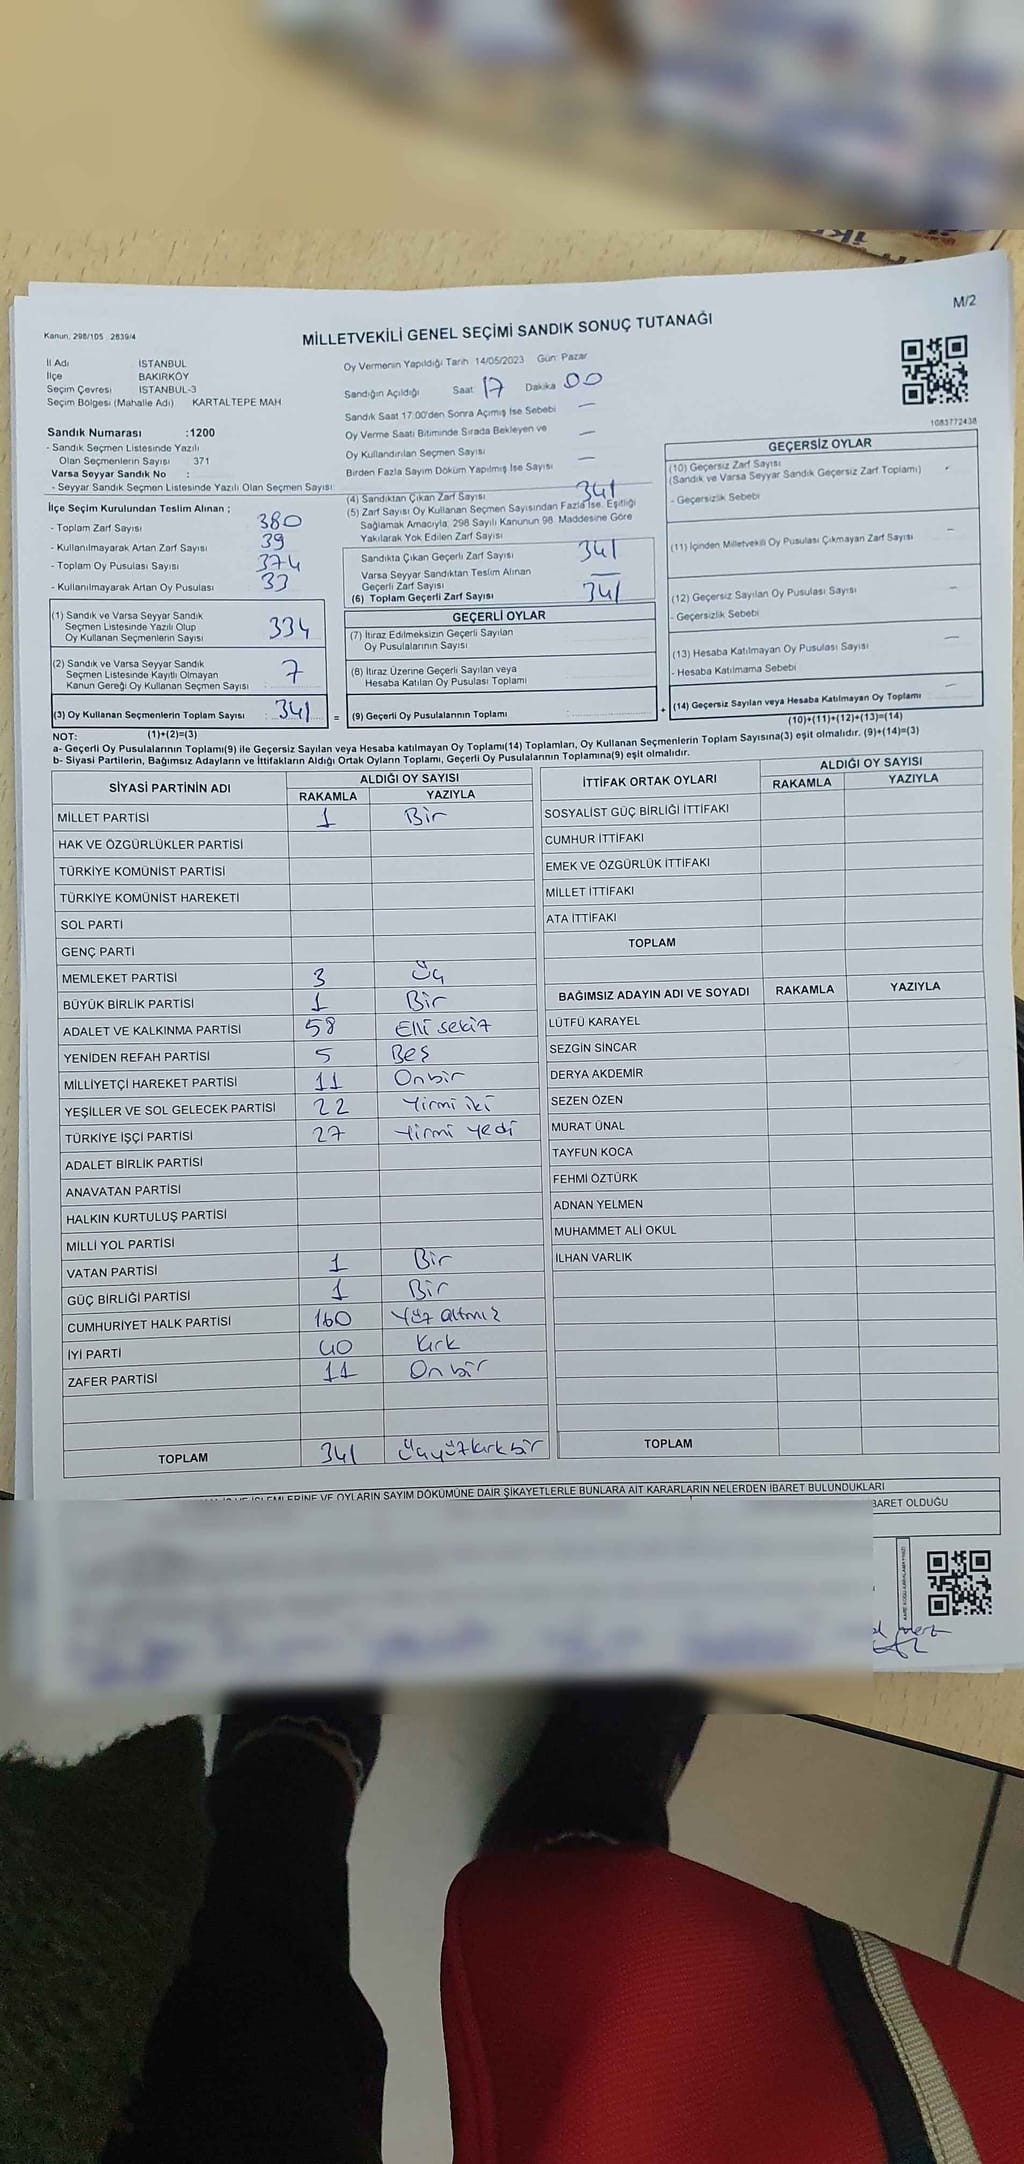 M/2
Kanun, 298/105 2839/4
MİLLETVEKİLİ GENEL SEÇİMİ SANDIK SONUÇ TUTANAĞI
İl Adı İSTANBUL
İlçe BAKIRKÖY
Seçim Çevresi İSTANBUL-3
Seçim Bölgesi (Mahalle Adı) KARTALTEPE MAH
Sandık Numarası :1200
- Sandık Seçmen Listesinde Yazılı
Olan Seçmenlerin Sayısı 371
Varsa Seyyar Sandık No :
- Seyyar Sandık Seçmen Listesinde Yazılı Olan Seçmen Sayısı
İlçe Seçim Kurulundan Teslim Alınan ;
- Toplam Zarf Sayısı 380
- Kullanılmayarak Artan Zarf Sayısı 39
- Toplam Oy Pusulası Sayısı 374
- Kullanılmayarak Artan Oy Pusulası 33
(1) Sandık ve Varsa Seyyar Sandık
Seçmen Listesinde Yazılı Olup
Oy Kullanan Seçmenlerin Sayısı 334
(2) Sandık ve Varsa Seyyar Sandık
Seçmen Listesinde Kayıtlı Olmayan
Kanun Gereği Oy Kullanan Seçmen Sayısı 7
(3) Oy Kullanan Seçmenlerin Toplam Sayısı : 341 =
Oy Vermenin Yapıldığı Tarih 14/05/2023 Gün: Pazar
Sandığın Açıldığı Saat 17 Dakika 00
Sandık Saat 17:00'den Sonra Açımış İse Sebebi —
Oy Verme Saati Bitiminde Sırada Bekleyen ve
Oy Kullandırılan Seçmen Sayısı —
Birden Fazla Sayım Döküm Yapılmış İse Sayısı —
(4) Sandıktan Çıkan Zarf Sayısı 341
(5) Zarf Sayısı Oy Kullanan Seçmen Sayısından Fazla İse, Eşitliği
Sağlamak Amacıyla, 298 Sayılı Kanunun 98. Maddesine Göre
Yakılarak Yok Edilen Zarf Sayısı
Sandıkta Çıkan Geçerli Zarf Sayısı 341
Varsa Seyyar Sandıktan Teslim Alınan
Geçerli Zarf Sayısı —
(6) Toplam Geçerli Zarf Sayısı 341
GEÇERLİ OYLAR
(7) İtiraz Edilmeksizin Geçerli Sayılan
Oy Pusulalarının Sayısı
(8) İtiraz Üzerine Geçerli Sayılan veya
Hesaba Katılan Oy Pusulası Toplamı
(9) Geçerli Oy Pusulalarının Toplamı : +
1083772438
GEÇERSİZ OYLAR
(10) Geçersiz Zarf Sayısı
(Sandık ve Varsa Seyyar Sandık Geçersiz Zarf Toplamı)
- Geçersizlik Sebebi
(11) İçinden Milletvekili Oy Pusulası Çıkmayan Zarf Sayısı —
(12) Geçersiz Sayılan Oy Pusulası Sayısı —
- Geçersizlik Sebebi
(13) Hesaba Katılmayan Oy Pusulası Sayısı —
- Hesaba Katılmama Sebebi
(14) Geçersiz Sayılan veya Hesaba Katılmayan Oy Toplamı —
(10)+(11)+(12)+(13)=(14)
NOT: (1)+(2)=(3)
a- Geçerli Oy Pusulalarının Toplamı(9) ile Geçersiz Sayılan veya Hesaba katılmayan Oy Toplamı(14) Toplamları, Oy Kullanan Seçmenlerin Toplam Sayısına(3) eşit olmalıdır. (9)+(14)=(3)
b- Siyasi Partilerin, Bağımsız Adayların ve İttifakların Aldığı Ortak Oyların Toplamı, Geçerli Oy Pusulalarının Toplamına(9) eşit olmalıdır.
SİYASİ PARTİNİN ADI ALDIĞI OY SAYISI
RAKAMLA YAZIYLA
MİLLET PARTİSİ 1 Bir
HAK VE ÖZGÜRLÜKLER PARTİSİ
TÜRKİYE KOMÜNİST PARTİSİ
TÜRKİYE KOMÜNİST HAREKETİ
SOL PARTİ
GENÇ PARTİ
MEMLEKET PARTİSİ 3 Üç
BÜYÜK BİRLİK PARTİSİ 1 Bir
ADALET VE KALKINMA PARTİSİ 58 Elli sekiz
YENİDEN REFAH PARTİSİ 5 Beş
MİLLİYETÇİ HAREKET PARTİSİ 11 Onbir
YEŞİLLER VE SOL GELECEK PARTİSİ 22 Yirmi iki
TÜRKİYE İŞÇİ PARTİSİ 27 Yirmi yedi
ADALET BİRLİK PARTİSİ
ANAVATAN PARTİSİ
HALKIN KURTULUŞ PARTİSİ
MİLLİ YOL PARTİSİ
VATAN PARTİSİ 1 Bir
GÜÇ BİRLİĞİ PARTİSİ 1 Bir
CUMHURİYET HALK PARTİSİ 160 Yüz altmız
İYİ PARTİ 40 Kırk
ZAFER PARTİSİ 11 On bir
TOPLAM 341 Üçyüzkırkbir
İTTİFAK ORTAK OYLARI ALDIĞI OY SAYISI
RAKAMLA YAZIYLA
SOSYALİST GÜÇ BİRLİĞİ İTTİFAKI
CUMHUR İTTİFAKI
EMEK VE ÖZGÜRLÜK İTTİFAKI
MİLLET İTTİFAKI
ATA İTTİFAKI
TOPLAM
BAĞIMSIZ ADAYIN ADI VE SOYADI RAKAMLA YAZIYLA
LÜTFÜ KARAYEL
SEZGİN SİNCAR
DERYA AKDEMİR
SEZEN ÖZEN
MURAT ÜNAL
TAYFUN KOCA
FEHMİ ÖZTÜRK
ADNAN YELMEN
MUHAMMET ALİ OKUL
İLHAN VARLIK
TOPLAM
VE OYLARIN SAYIM DÖKÜMÜNE DAİR ŞİKAYETLERLE BUNLARA AİT KARARLARIN NELERDEN İBARET BULUNDUKLARI
BARET OLDUĞU